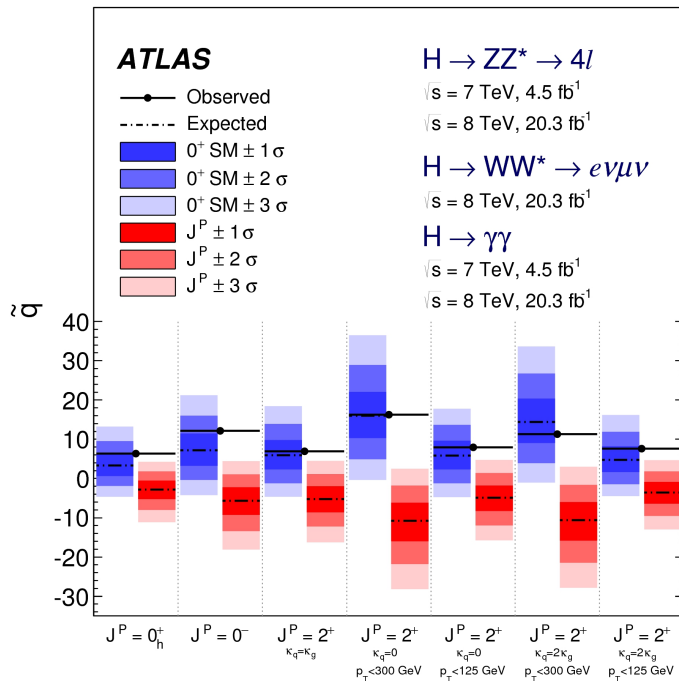 ATLAS
Observed
Expected
0⁺ SM ± 1 σ
0⁺ SM ± 2 σ
0⁺ SM ± 3 σ
Jᴾ ± 1 σ
Jᴾ ± 2 σ
Jᴾ ± 3 σ
H → ZZ* → 4l
√s = 7 TeV, 4.5 fb⁻¹
√s = 8 TeV, 20.3 fb⁻¹
H → WW* → eνμν
√s = 8 TeV, 20.3 fb⁻¹
H → γγ
√s = 7 TeV, 4.5 fb⁻¹
√s = 8 TeV, 20.3 fb⁻¹
q̃
40
30
20
10
0
-10
-20
-30
Jᴾ = 0⁺ₕ
Jᴾ = 0⁻
Jᴾ = 2⁺
κq=κg
Jᴾ = 2⁺
κq=0
pT<300 GeV
Jᴾ = 2⁺
κq=0
pT<125 GeV
Jᴾ = 2⁺
κq=2κg
pT<300 GeV
Jᴾ = 2⁺
κq=2κg
pT<125 GeV